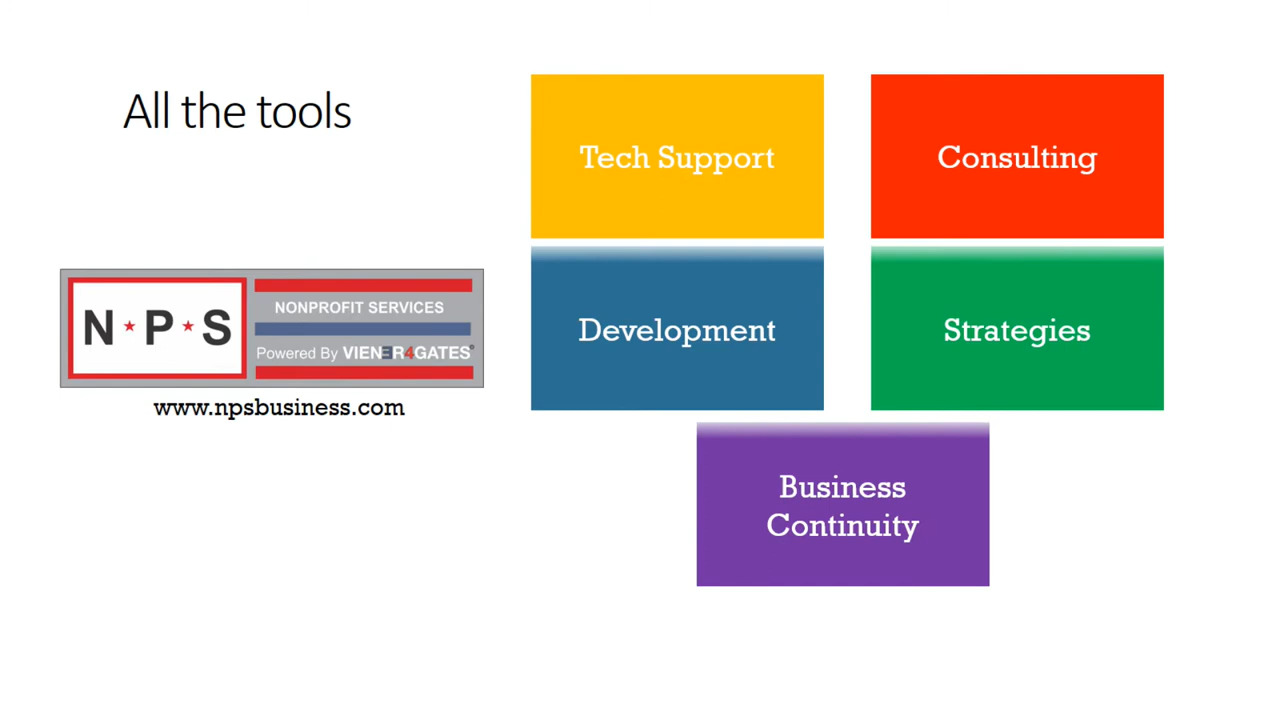 All the tools
N★P★S
NONPROFIT SERVICES
Powered By VIENER4GATES
www.npsbusiness.com
Tech Support
Consulting
Development
Strategies
Business
Continuity